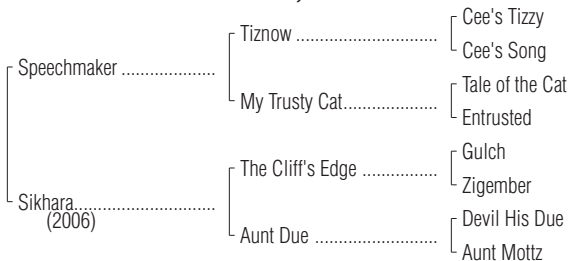 Cee's Tizzy
Tiznow ..............................
Cee's Song
Speechmaker ....................
Tale of the Cat
My Trusty Cat....................
Entrusted
Gulch
The Cliff's Edge ................
Zigember
Sikhara..............................
(2006)
Devil His Due
Aunt Due ..........................
Aunt Mottz